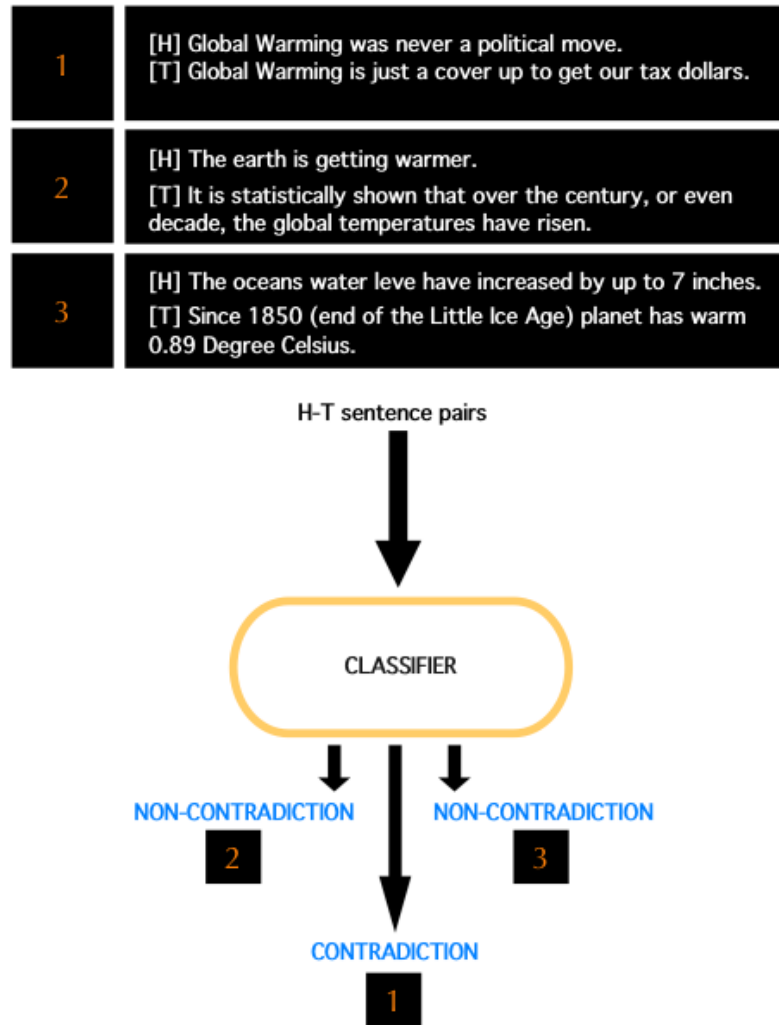 1
[H] Global Warming was never a political move.
[T] Global Warming is just a cover up to get our tax dollars.
2
[H] The earth is getting warmer.
[T] It is statistically shown that over the century, or even
decade, the global temperatures have risen.
3
[H] The oceans water leve have increased by up to 7 inches.
[T] Since 1850 (end of the Little Ice Age) planet has warm
0.89 Degree Celsius.
H-T sentence pairs
CLASSIFIER
NON-CONTRADICTION
NON-CONTRADICTION
2
3
CONTRADICTION
1